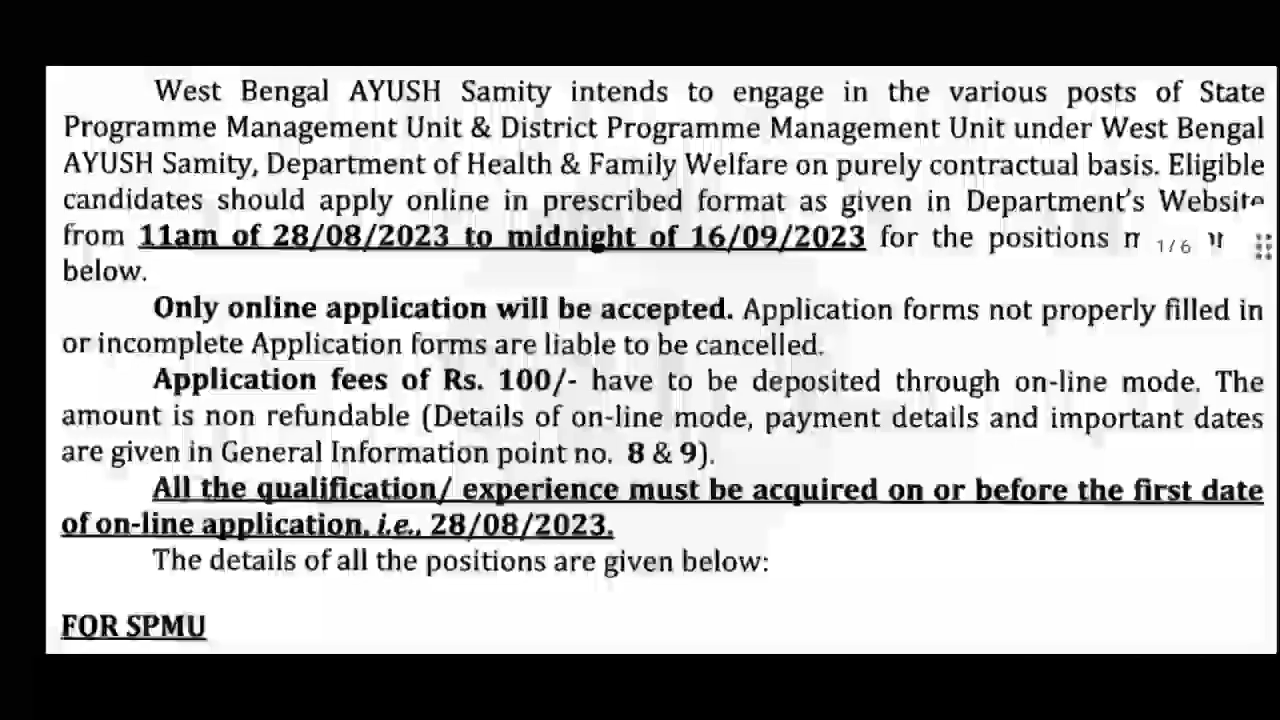 West Bengal AYUSH Samity intends to engage in the various posts of State
Programme Management Unit & District Programme Management Unit under West Bengal
AYUSH Samity, Department of Health & Family Welfare on purely contractual basis. Eligible
candidates should apply online in prescribed format as given in Department's Website
from 11am of 28/08/2023 to midnight of 16/09/2023 for the positions 1/6
below.
Only online application will be accepted. Application forms not properly filled in
or incomplete Application forms are liable to be cancelled.
Application fees of Rs. 100/- have to be deposited through on-line mode. The
amount is non refundable (Details of on-line mode, payment details and important dates
are given in General Information point no. 8 & 9).
All the qualification/ experience must be acquired on or before the first date
of on-line application, i.e., 28/08/2023.
The details of all the positions are given below:
FOR SPMU